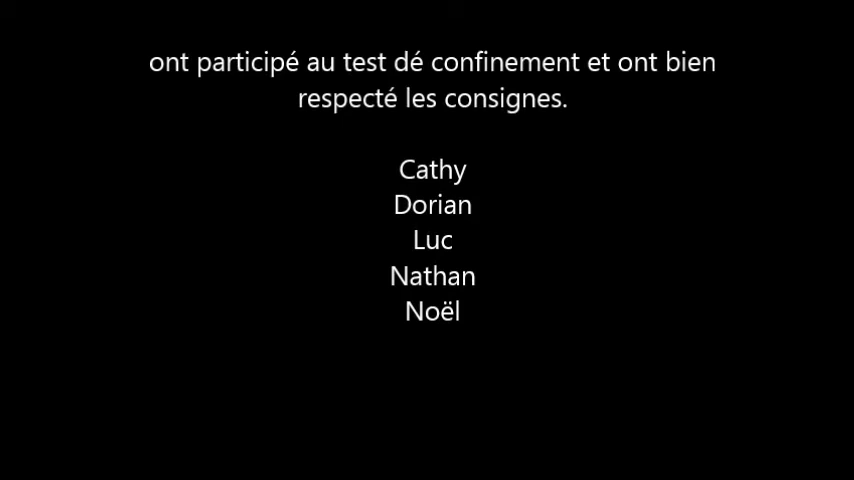 ont participé au test dé confinement et ont bien
respecté les consignes.
Cathy
Dorian
Luc
Nathan
Noël